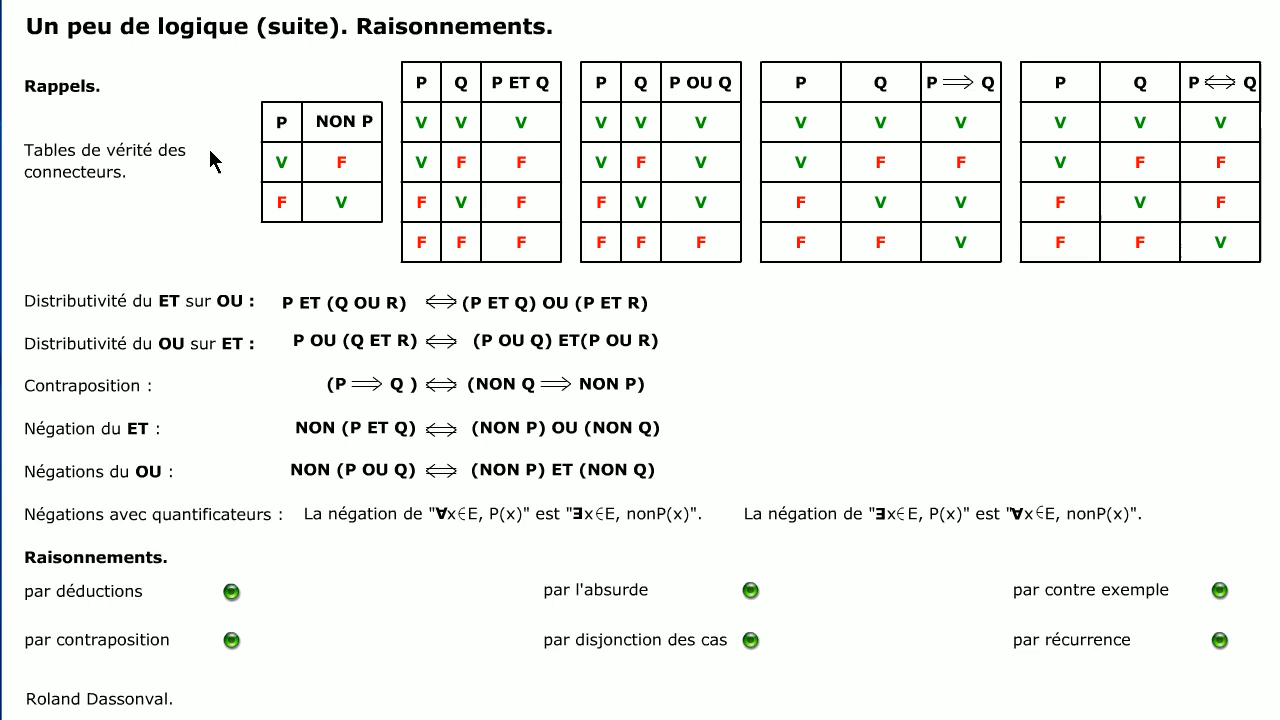 Un peu de logique (suite). Raisonnements.
Rappels.
Tables de vérité des
connecteurs.
P NON P
V F
F V
P Q P ET Q
V V V
V F F
F V F
F F F
P Q P OU Q
V V V
V F V
F V V
F F F
P Q P ⟹ Q
V V V
V F F
F V V
F F V
P Q P ⟺ Q
V V V
V F F
F V F
F F V
Distributivité du ET sur OU : P ET (Q OU R) ⟺ (P ET Q) OU (P ET R)
Distributivité du OU sur ET : P OU (Q ET R) ⟺ (P OU Q) ET(P OU R)
Contraposition : (P ⟹ Q ) ⟺ (NON Q ⟹ NON P)
Négation du ET : NON (P ET Q) ⟺ (NON P) OU (NON Q)
Négations du OU : NON (P OU Q) ⟺ (NON P) ET (NON Q)
Négations avec quantificateurs : La négation de "∀x∈E, P(x)" est "∃x∈E, nonP(x)". La négation de "∃x∈E, P(x)" est "∀x∈E, nonP(x)".
Raisonnements.
par déductions par l'absurde par contre exemple
par contraposition par disjonction des cas par récurrence
Roland Dassonval.